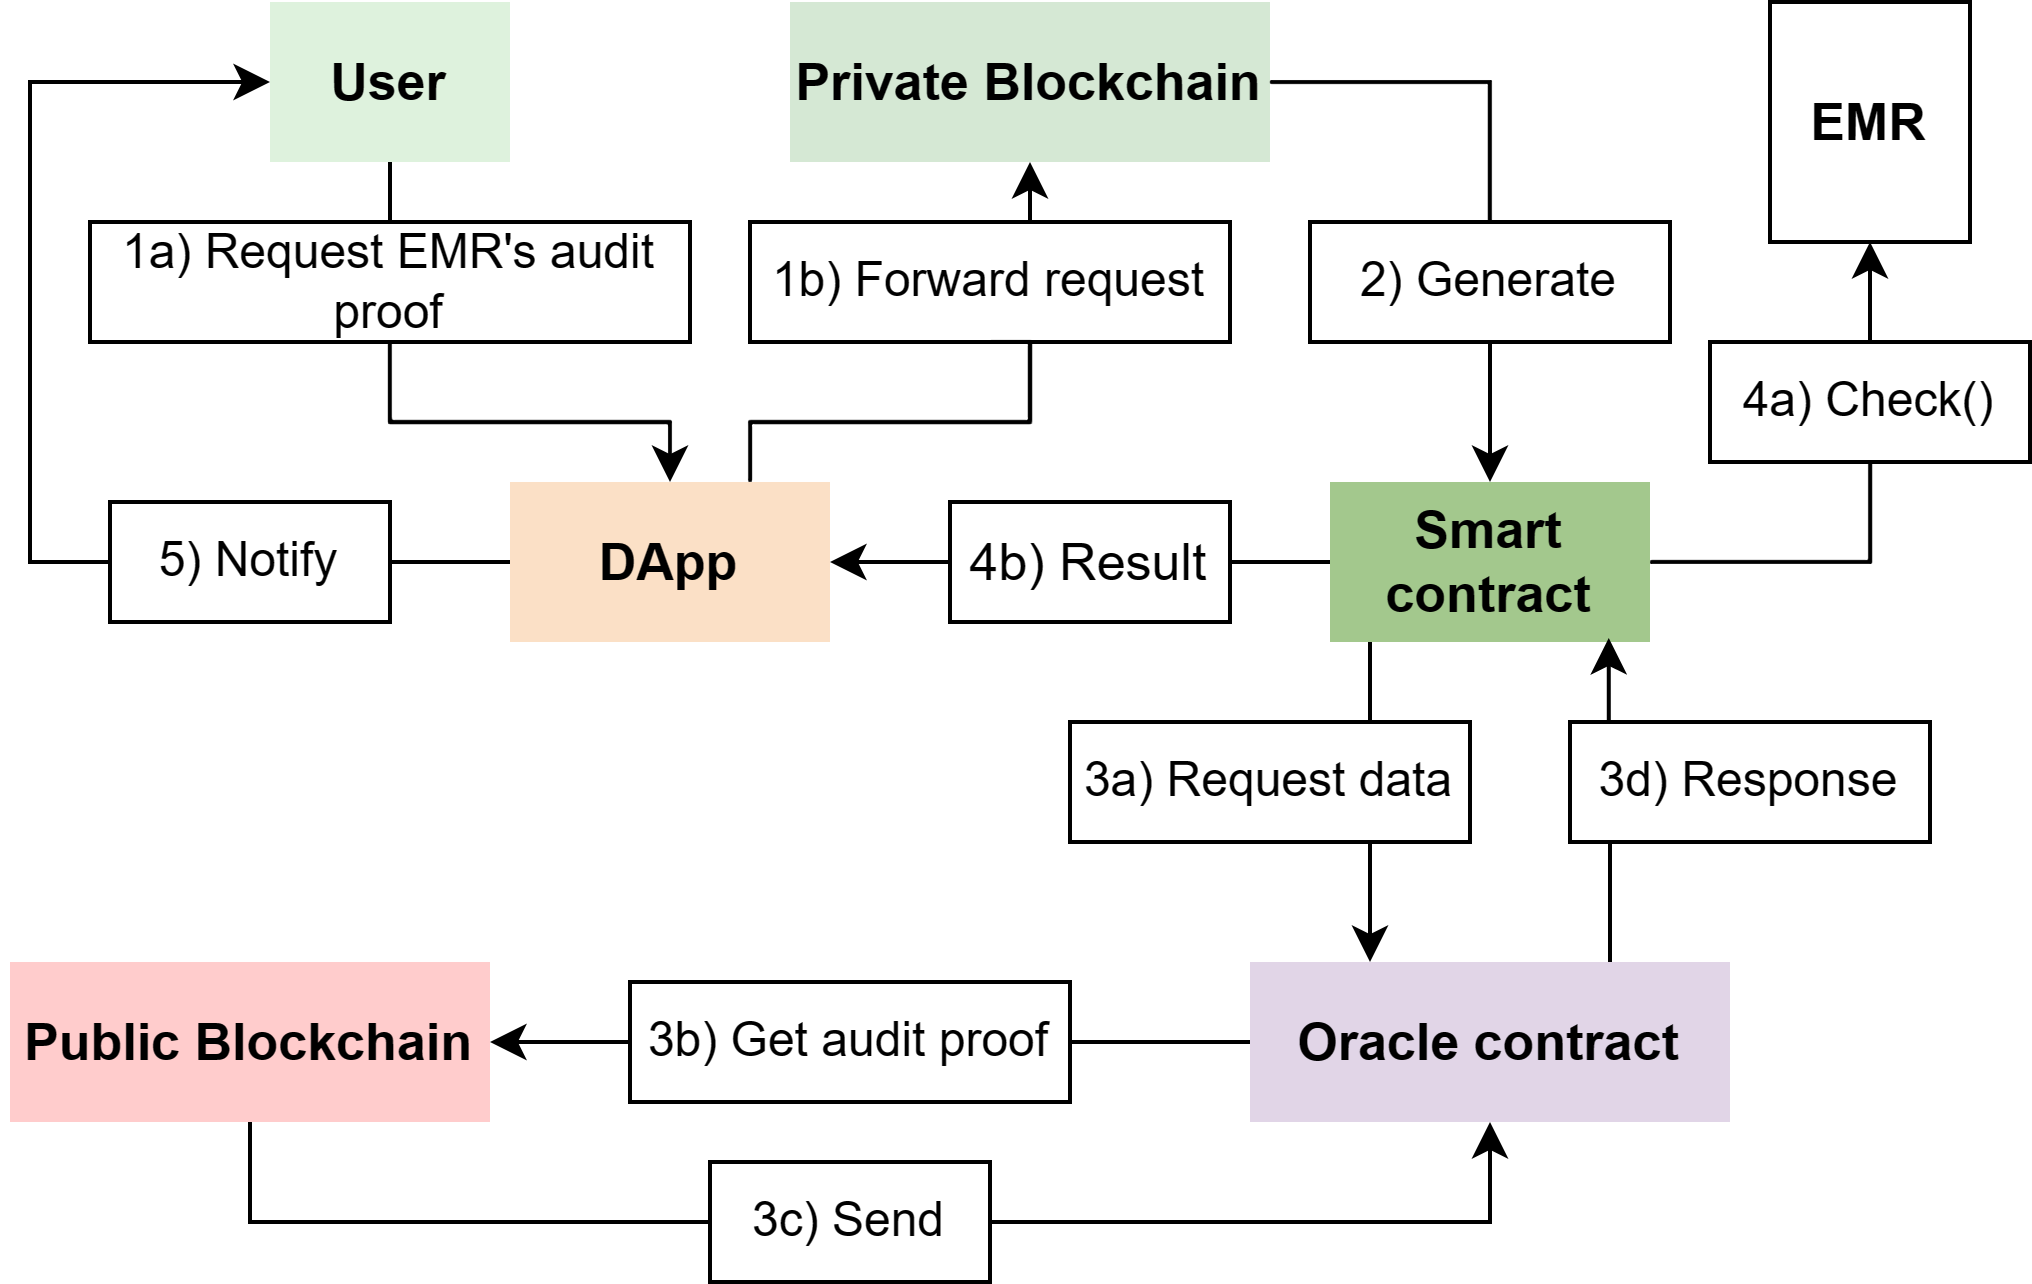 User
Private Blockchain
EMR
1a) Request EMR's audit
proof
1b) Forward request
2) Generate
4a) Check()
5) Notify
DApp
4b) Result
Smart
contract
3a) Request data
3d) Response
Public Blockchain
3b) Get audit proof
Oracle contract
3c) Send